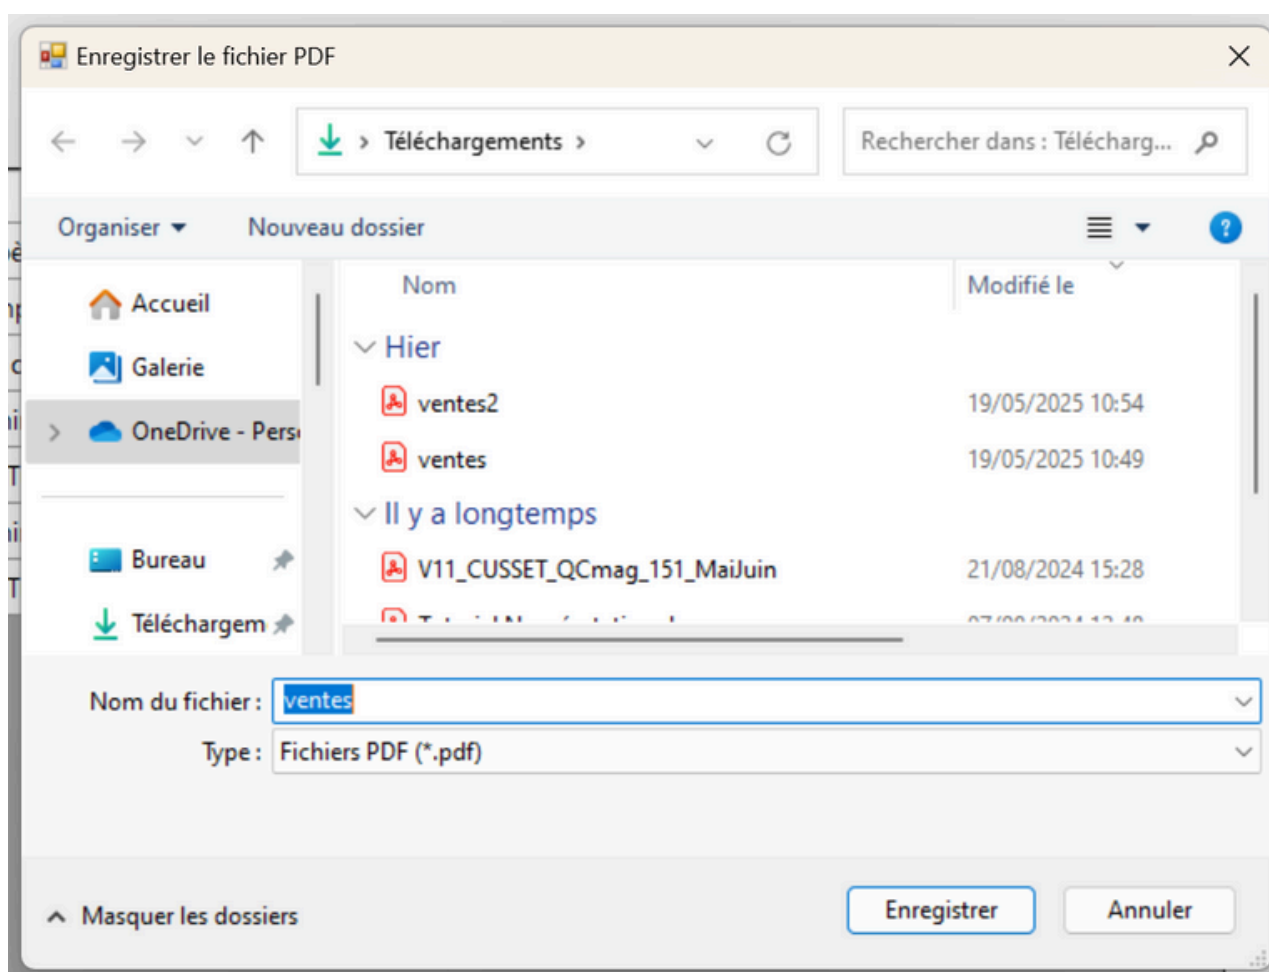 Enregistrer le fichier PDF
Téléchargements
Rechercher dans : Télécharg...
Organiser
Nouveau dossier
?
Accueil
Galerie
OneDrive - Perso
Bureau
Téléchargem
Nom
Modifié le
Hier
ventes2 19/05/2025 10:54
ventes 19/05/2025 10:49
Il y a longtemps
V11_CUSSET_QCmag_151_MaiJuin 21/08/2024 15:28
Nom du fichier : ventes
Type : Fichiers PDF (*.pdf)
Masquer les dossiers
Enregistrer
Annuler